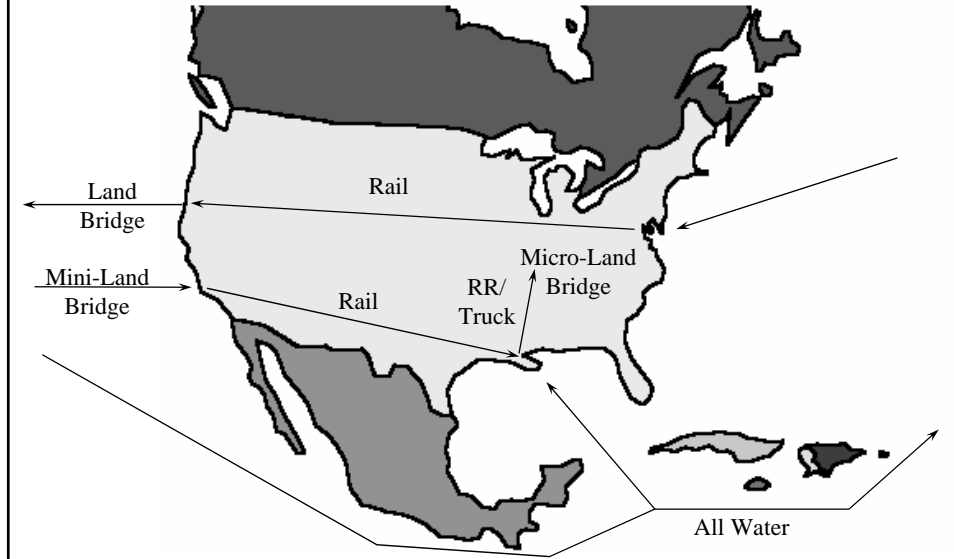 Rail
Land
Bridge
Micro-Land
Bridge
Mini-Land
Bridge
Rail
RR/
Truck
All Water